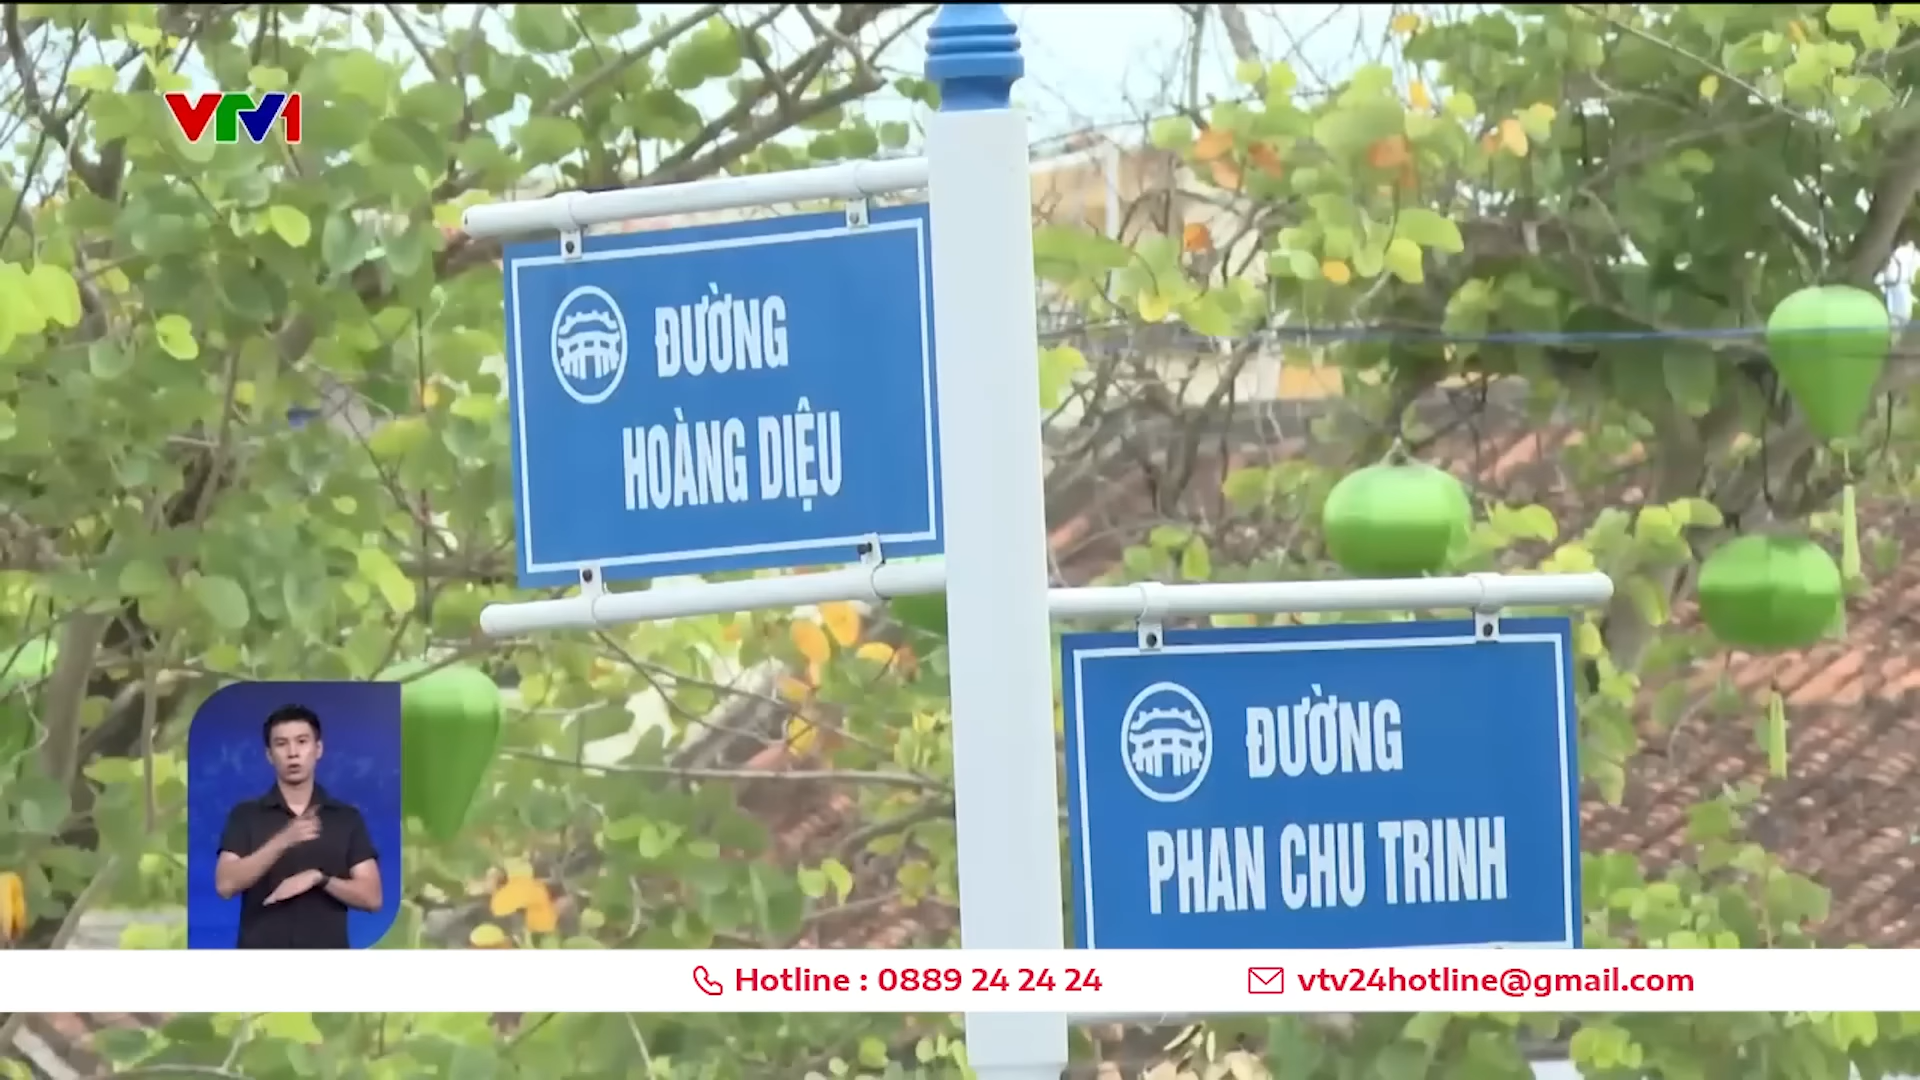 VTV1
ĐƯỜNG
HOÀNG DIỆU
ĐƯỜNG
PHAN CHU TRINH
Hotline : 0889 24 24 24
vtv24hotline@gmail.com